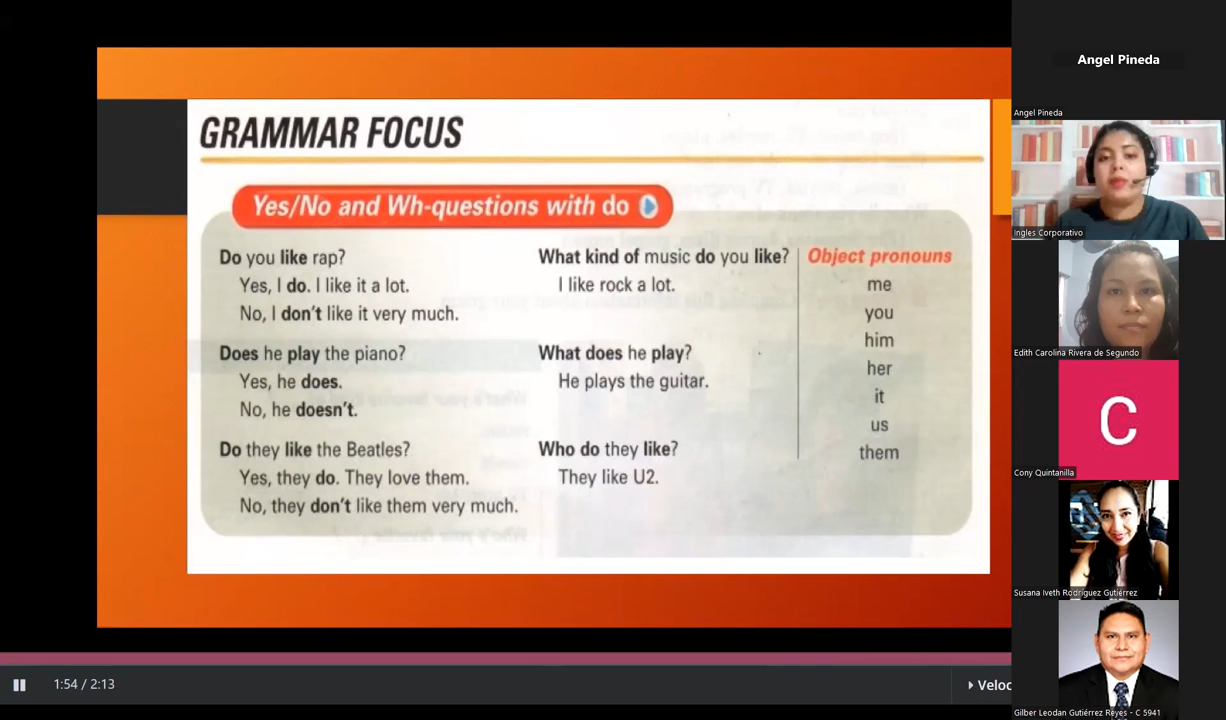 GRAMMAR FOCUS
Yes/No and Wh-questions with do
Do you like rap?
Yes, I do. I like it a lot.
No, I don't like it very much.
Does he play the piano?
Yes, he does.
No, he doesn't.
Do they like the Beatles?
Yes, they do. They love them.
No, they don't like them very much.
What kind of music do you like?
I like rock a lot.
What does he play?
He plays the guitar.
Who do they like?
They like U2.
Object pronouns
me
you
him
her
it
us
them
1:54 / 2:13
Veloc
Angel Pineda
Angel Pineda
Ingles Corporativo
Edith Carolina Rivera de Segundo
C
Cony Quintanilla
Susana Iveth Rodríguez Gutiérrez
Gilber Leodan Gutiérrez Reyes - C 5941